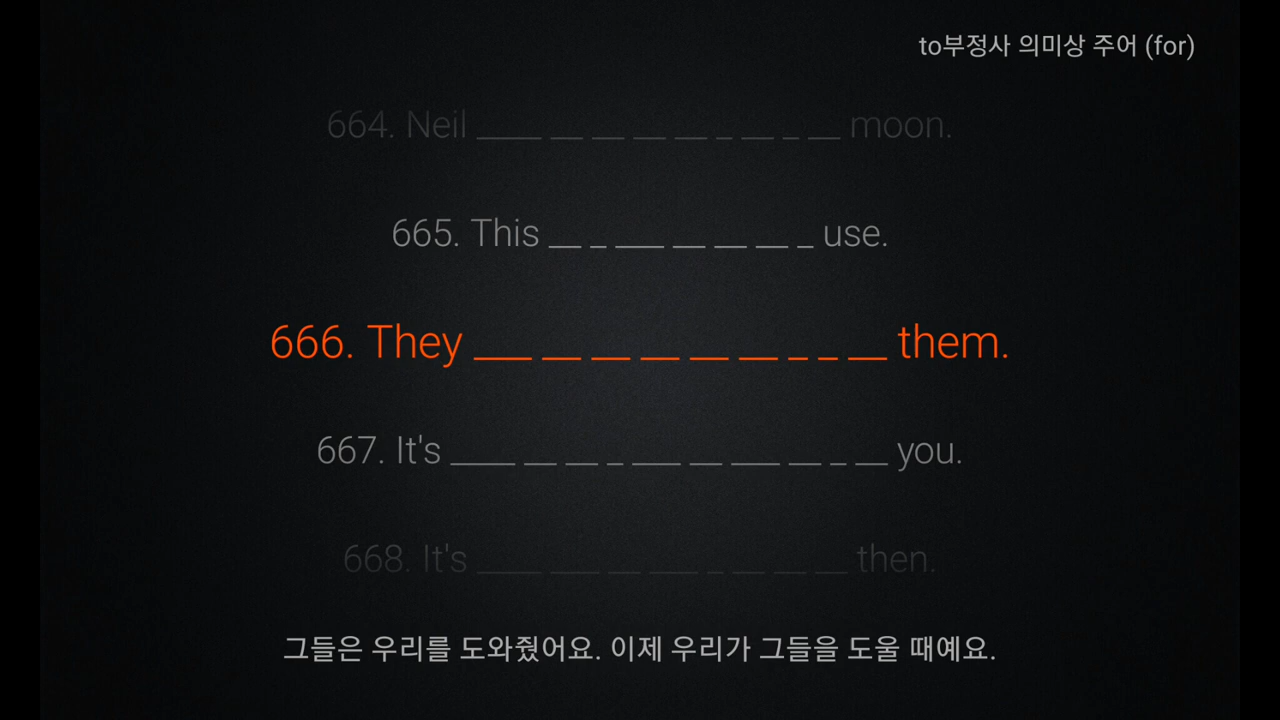 to부정사 의미상 주어 (for)
664. Neil ____ __ __ __ __ _ __ _ __ moon.
665. This __ _ ___ __ __ __ _ use.
666. They ___ __ __ __ __ __ _ _ __ them.
667. It's ____ __ __ _ ___ __ ___ __ _ __ you.
668. It's ____ ___ __ ___ _ __ __ __ then.
그들은 우리를 도와줬어요. 이제 우리가 그들을 도울 때예요.